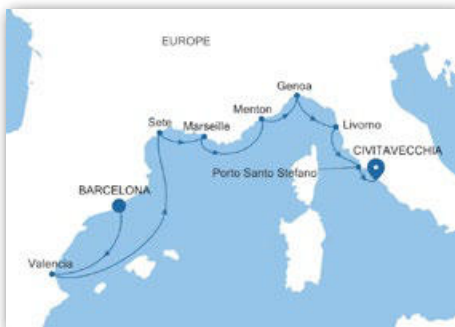 EUROPE
Genoa
Menton
Sete
Marseille
Livorno
CIVITAVECCHIA
Porto Santo Stefano
BARCELONA
Valencia